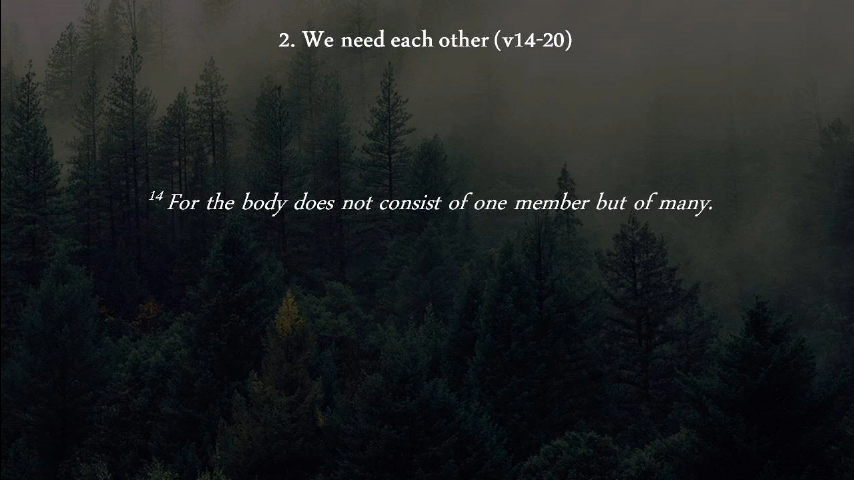 2. We need each other (v14-20)
14 For the body does not consist of one member but of many.